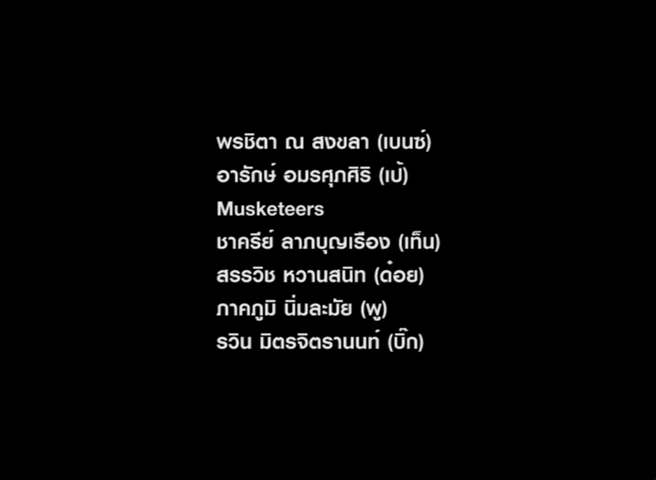 พรชิตา ณ สงขลา (เบนซ์)
อารักษ์ อมรศุภศิริ (เป้)
Musketeers
ชาครีย์ ลาภบุญเรือง (เท็น)
สรรวิช หวานสนิท (ด๋อย)
ภาคภูมิ นิ่มละมัย (พู)
รวิน มิตรจิตรานนท์ (บิ๊ก)